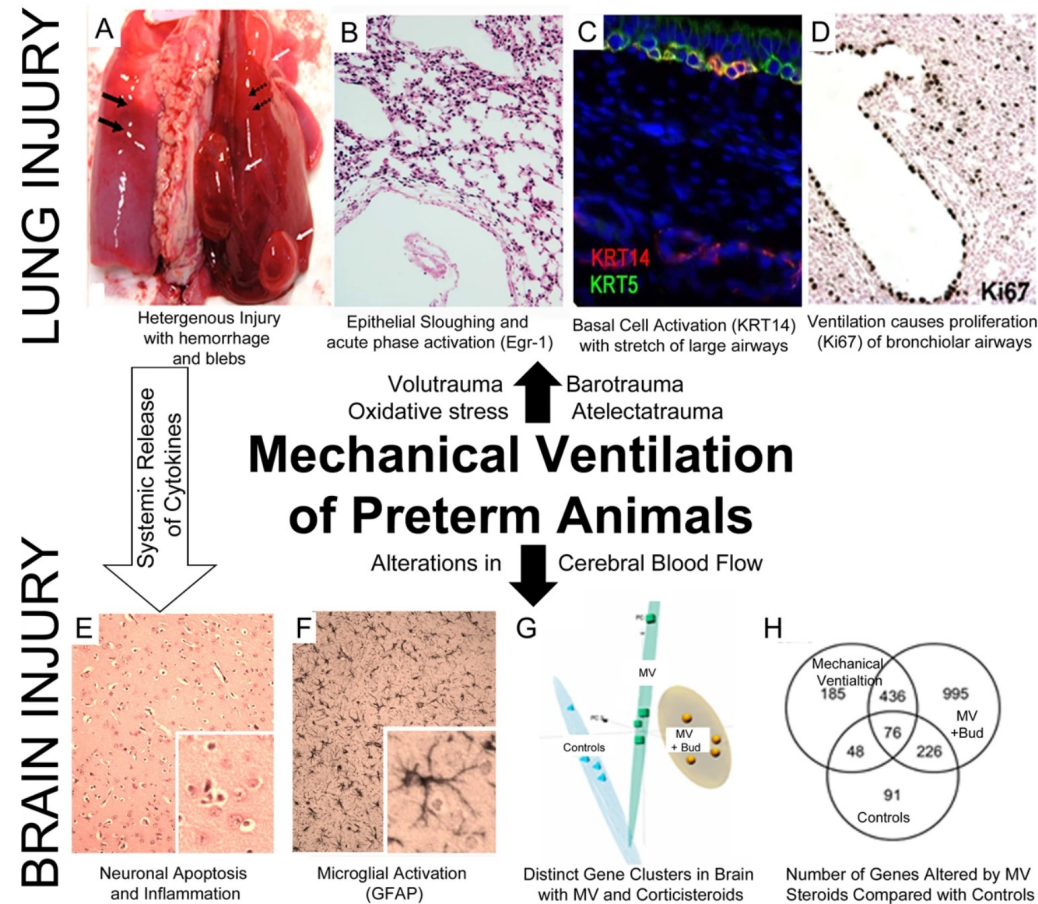 LUNG INJURY
A
B
C
D
KRT14
KRT5
Ki67
Hetergenous Injury
with hemorrhage
and blebs
Epithelial Sloughing and
acute phase activation (Egr-1)
Basal Cell Activation (KRT14)
with stretch of large airways
Ventilation causes proliferation
(Ki67) of bronchiolar airways
Systemic Release
of Cytokines
Volutrauma Barotrauma
Oxidative stress Atelectatrauma
Mechanical Ventilation
of Preterm Animals
Alterations in Cerebral Blood Flow
BRAIN INJURY
E
F
G
H
PC
MV
PC
Controls
MV
+ Bud
Mechanical
Ventialtion
185
436
995
MV
+Bud
76
48
226
91
Controls
Neuronal Apoptosis
and Inflammation
Microglial Activation
(GFAP)
Distinct Gene Clusters in Brain
with MV and Corticisteroids
Number of Genes Altered by MV
Steroids Compared with Controls